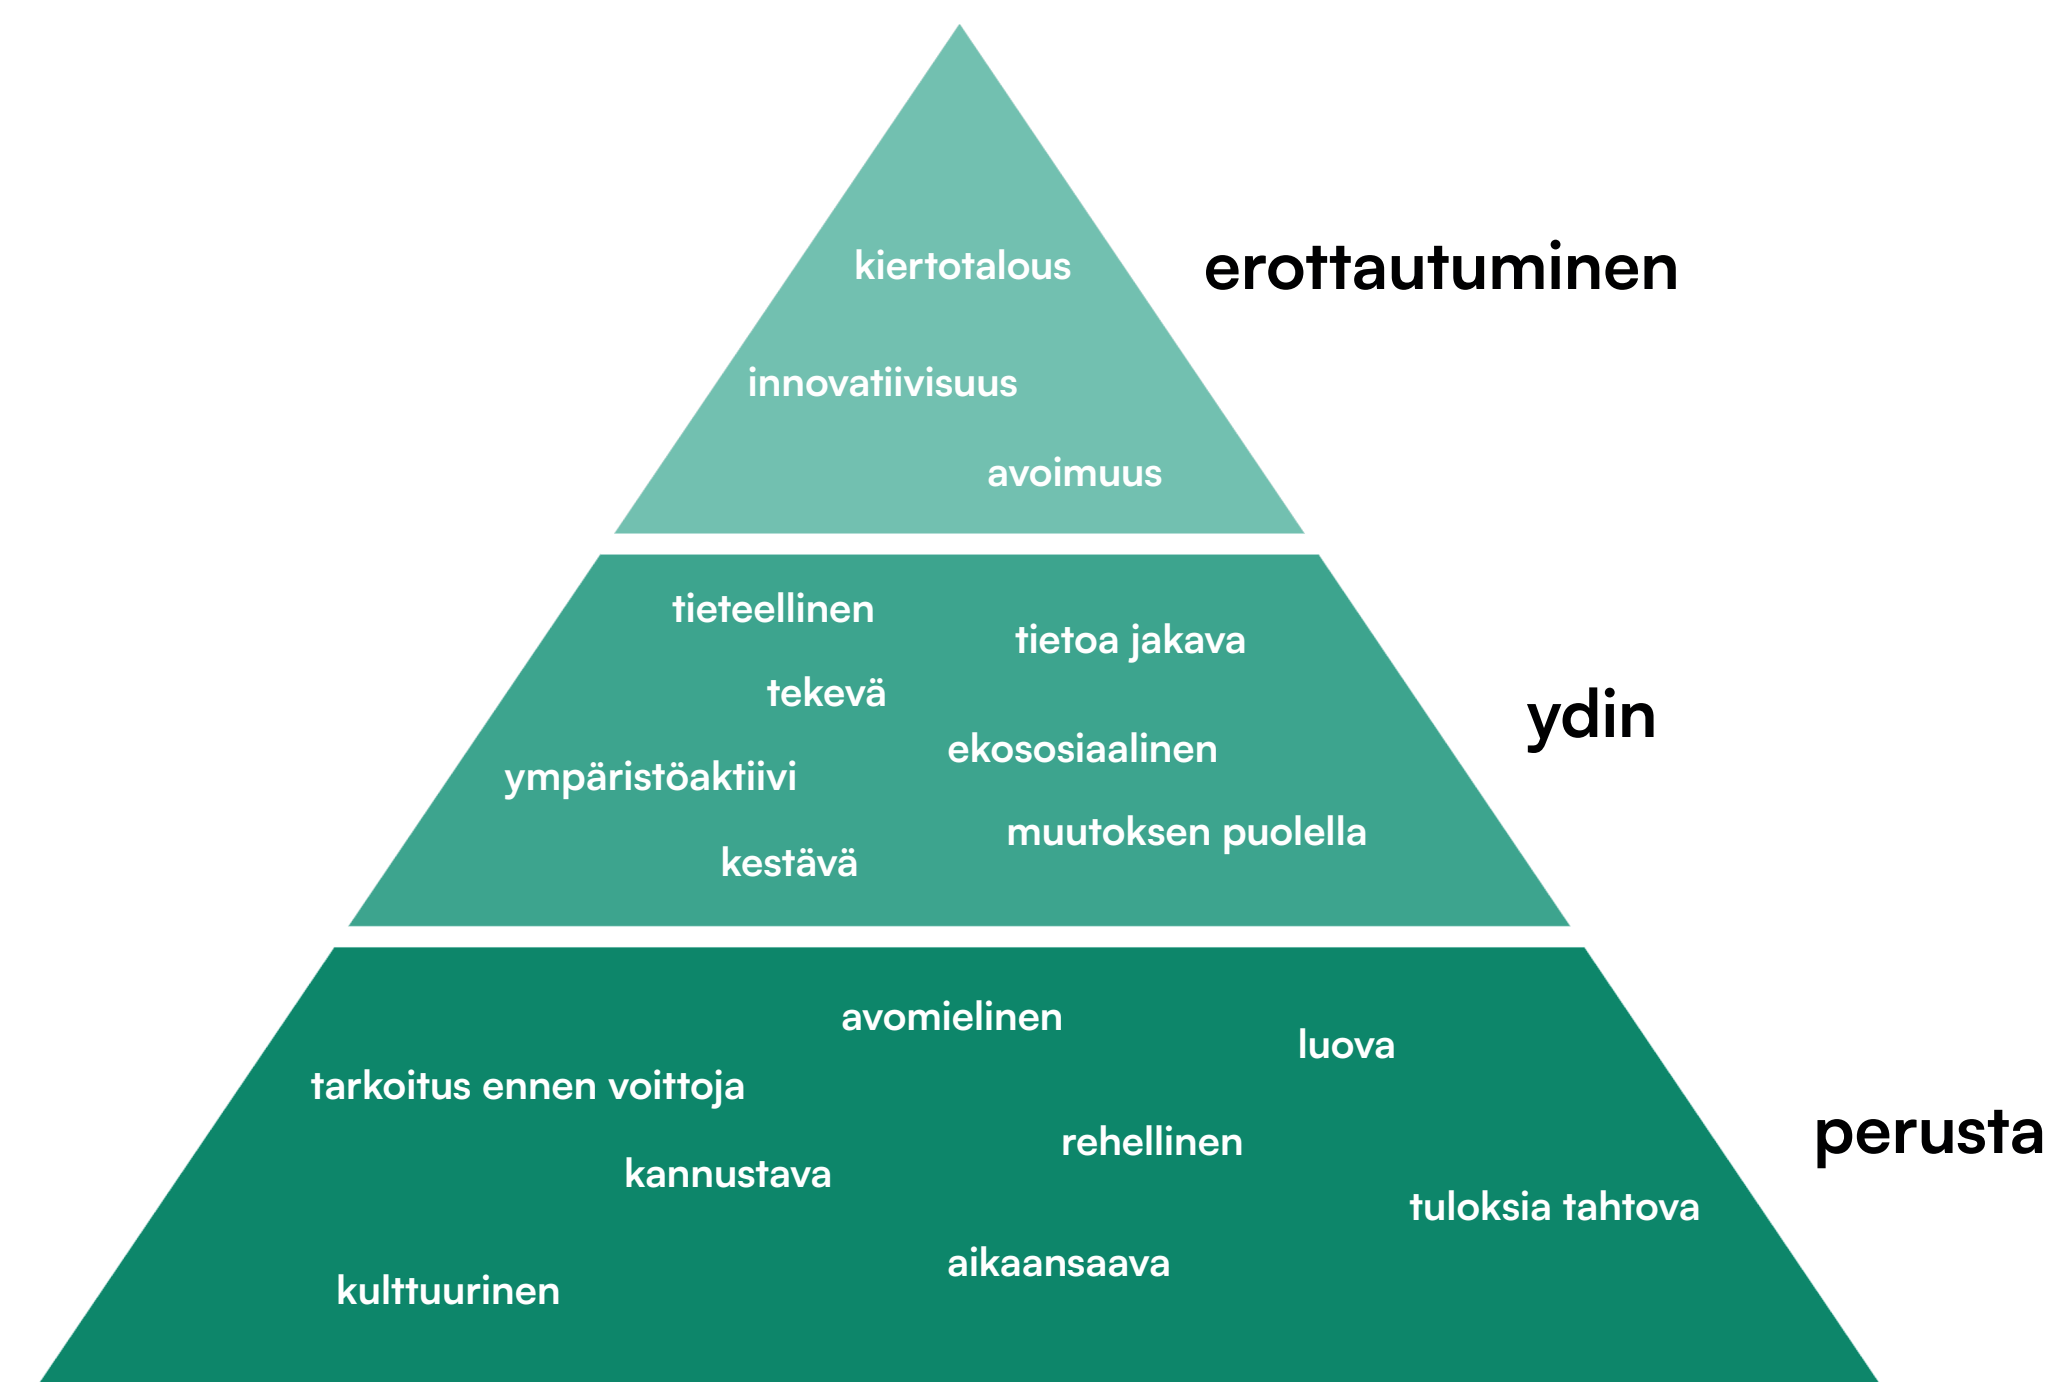 kiertotalous
erottautuminen
innovatiivisuus
avoimuus
tieteellinen
tietoa jakava
tekevä
ydin
ekososiaalinen
ympäristöaktiivi
muutoksen puolella
kestävä
avomielinen
luova
tarkoitus ennen voittoja
perusta
rehellinen
kannustava
tuloksia tahtova
aikaansaava
kulttuurinen